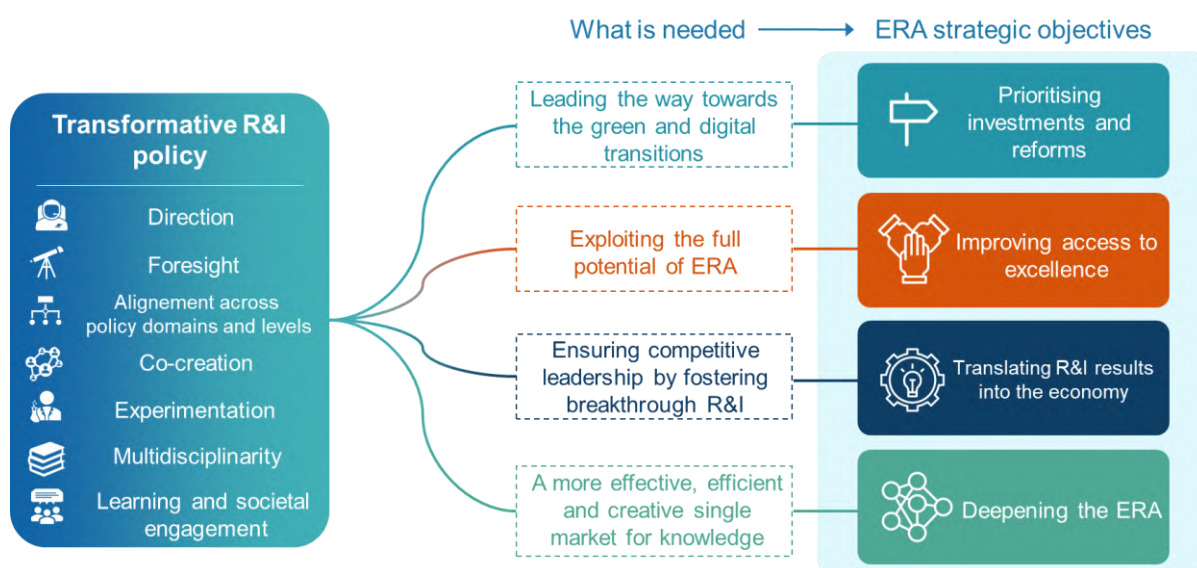 What is needed
ERA strategic objectives
Transformative R&I
policy
Direction
Foresight
Alignement across
policy domains and levels
Co-creation
Experimentation
Multidisciplinarity
Learning and societal
engagement
Leading the way towards
the green and digital
transitions
Prioritising
investments and
reforms
Exploiting the full
potential of ERA
Improving access to
excellence
Ensuring competitive
leadership by fostering
breakthrough R&I
Translating R&I results
into the economy
A more effective, efficient
and creative single
market for knowledge
Deepening the ERA